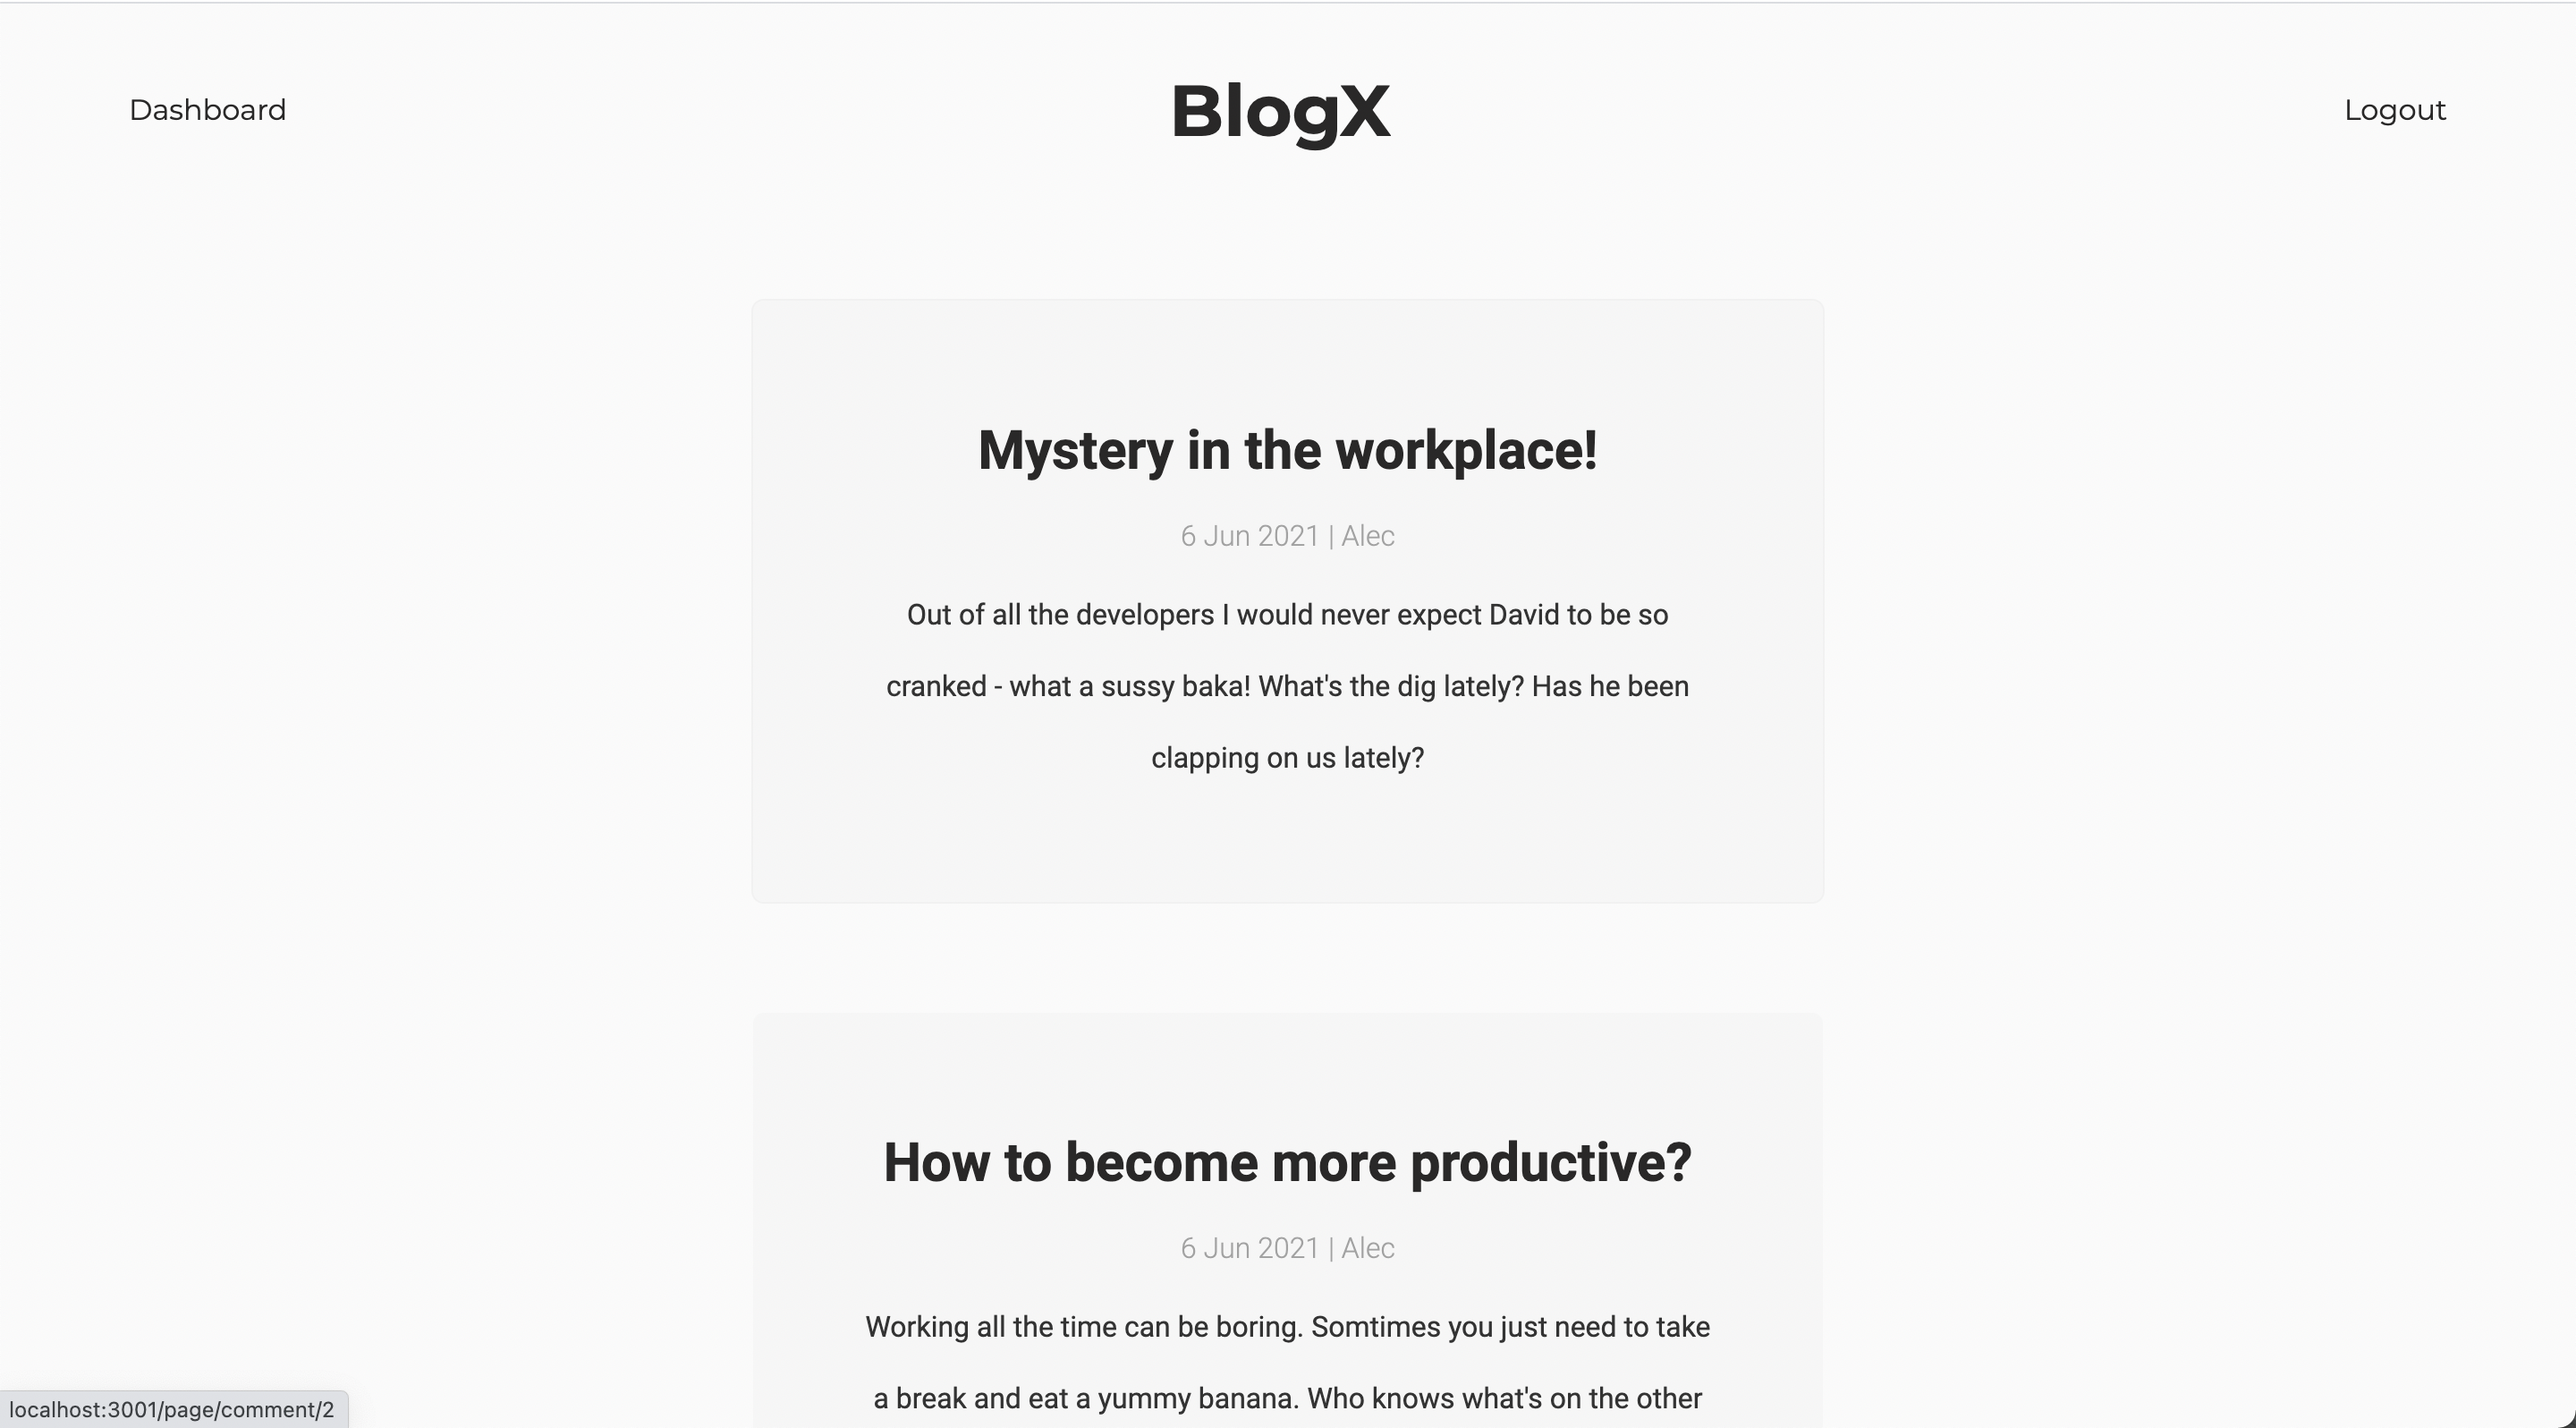 Dashboard
BlogX
Logout
Mystery in the workplace!
6 Jun 2021 | Alec
Out of all the developers I would never expect David to be so
cranked - what a sussy baka! What's the dig lately? Has he been
clapping on us lately?
How to become more productive?
6 Jun 2021 | Alec
Working all the time can be boring. Somtimes you just need to take
a break and eat a yummy banana. Who knows what's on the other
localhost:3001/page/comment/2